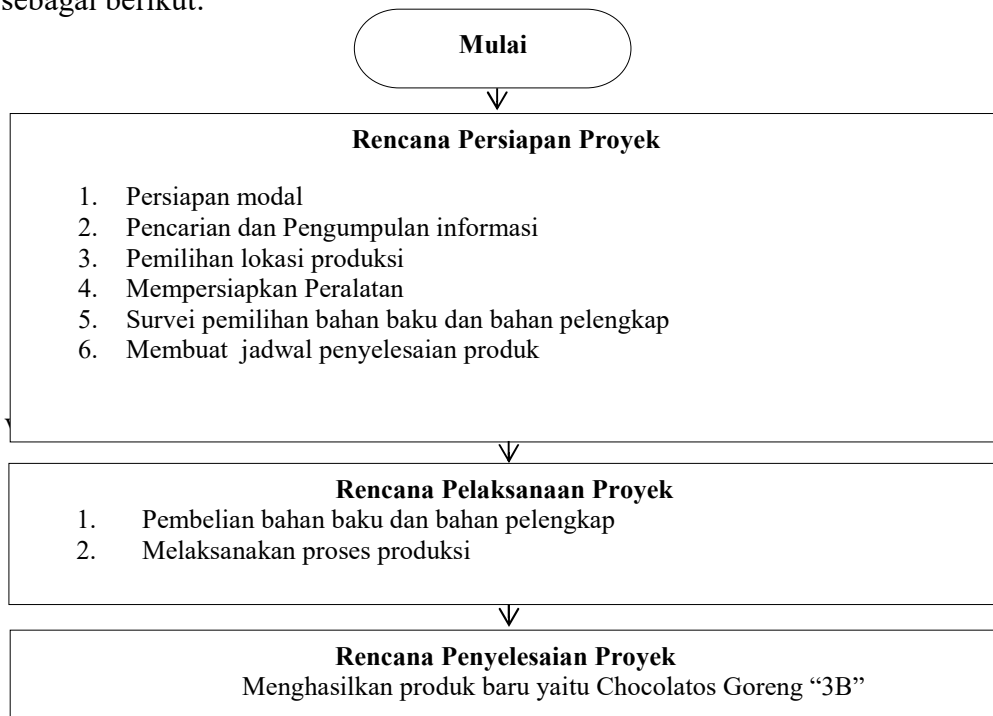 sebagai berikut:
Mulai
Rencana Persiapan Proyek
1. Persiapan modal
2. Pencarian dan Pengumpulan informasi
3. Pemilihan lokasi produksi
4. Mempersiapkan Peralatan
5. Survei pemilihan bahan baku dan bahan pelengkap
6. Membuat jadwal penyelesaian produk
Rencana Pelaksanaan Proyek
1. Pembelian bahan baku dan bahan pelengkap
2. Melaksanakan proses produksi
Rencana Penyelesaian Proyek
Menghasilkan produk baru yaitu Chocolatos Goreng “3B”